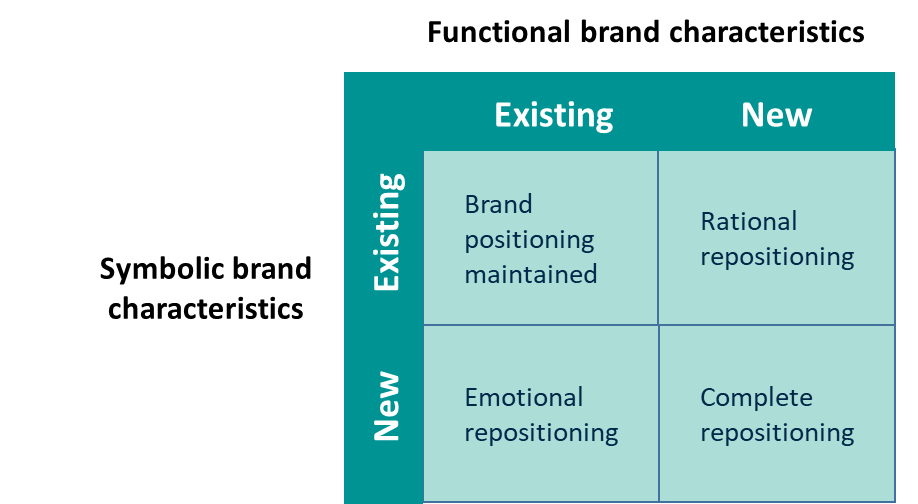 Functional brand characteristics
Existing
New
Existing
Brand
positioning
maintained
Rational
repositioning
Symbolic brand
characteristics
New
Emotional
repositioning
Complete
repositioning